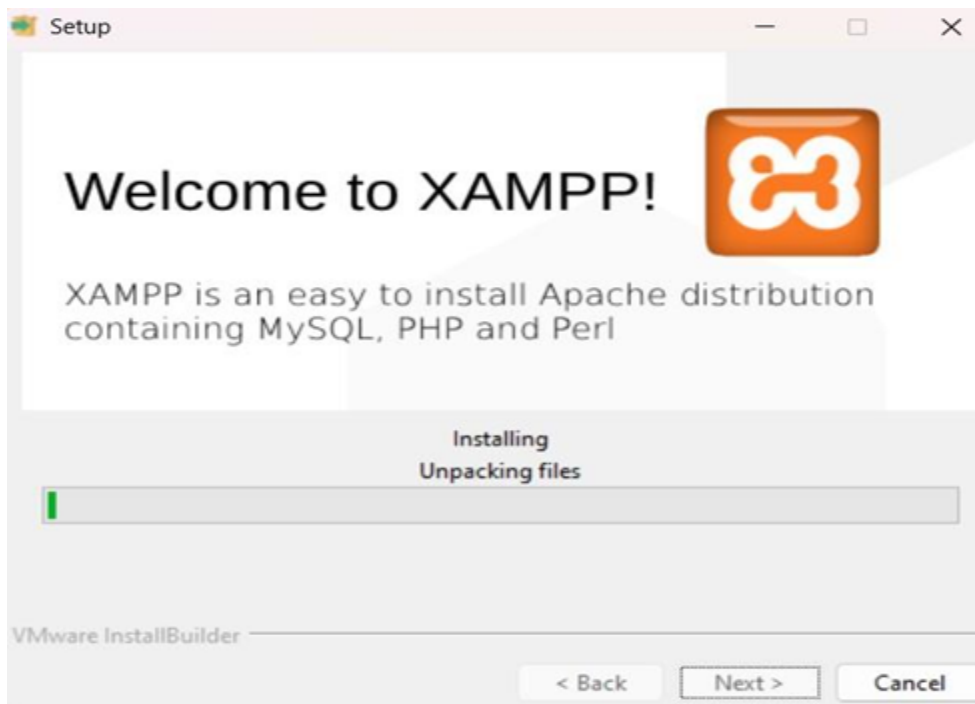 Setup
Welcome to XAMPP!
XAMPP is an easy to install Apache distribution
containing MySQL, PHP and Perl
Installing
Unpacking files
VMware InstallBuilder
< Back
Next >
Cancel